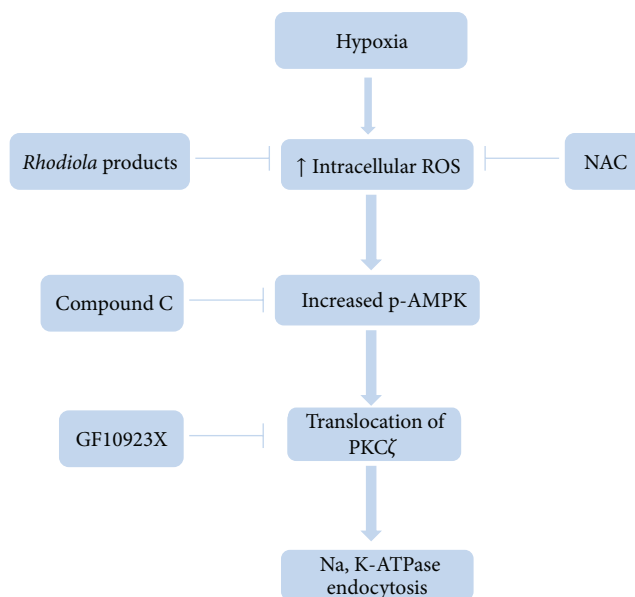 Hypoxia
Rhodiola products
↑ Intracellular ROS
NAC
Compound C
Increased p-AMPK
GF10923X
Translocation of
PKCζ
Na, K-ATPase
endocytosis